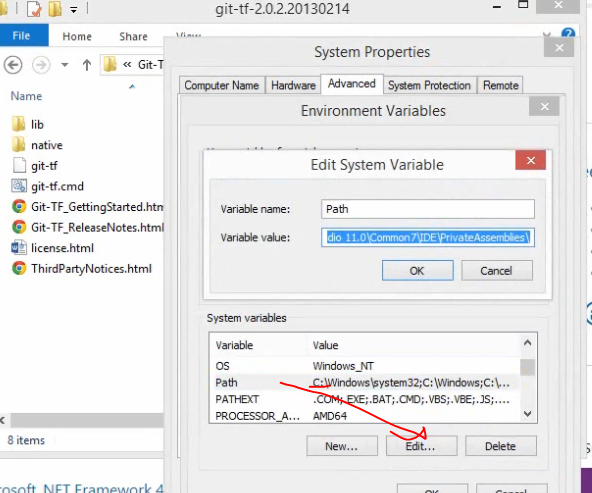 git-tf-2.0.2.20130214
File Home Share View
System Properties
Git-T
Computer Name Hardware Advanced System Protection Remote
Name
Environment Variables
lib
native
git-tf
git-tf.cmd
Git-TF_GettingStarted.htm
Git-TF_ReleaseNotes.htm
license.html
ThirdPartyNotices.html
Edit System Variable
Variable name: Path
Variable value: dio 11.0\Common7\IDE\PrivateAssemblies\
OK Cancel
System variables
Variable Value
OS Windows_NT
Path C:\Windows\system32;C:\Windows;C:\...
PATHEXT .COM;.EXE;.BAT;.CMD;.VBS;.VBE;.JS;....
PROCESSOR_A... AMD64
New... Edit... Delete
8 items
OK Cancel
rosoft .NET Framework 4